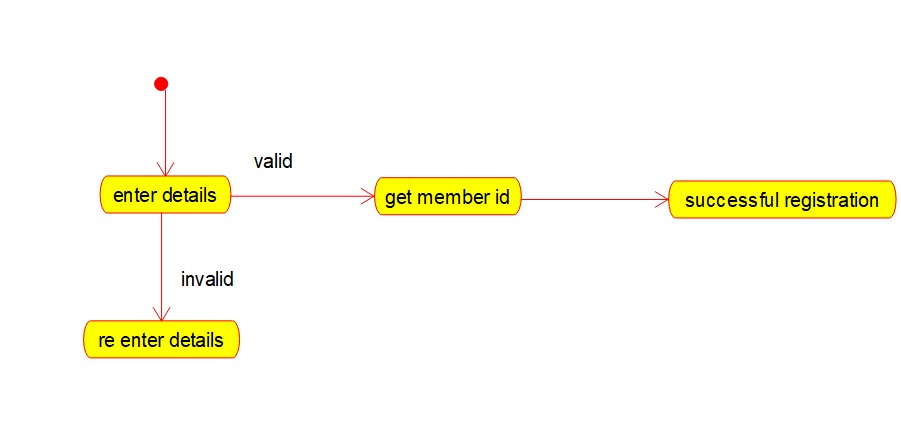 valid
enter details
get member id
successful registration
invalid
re enter details